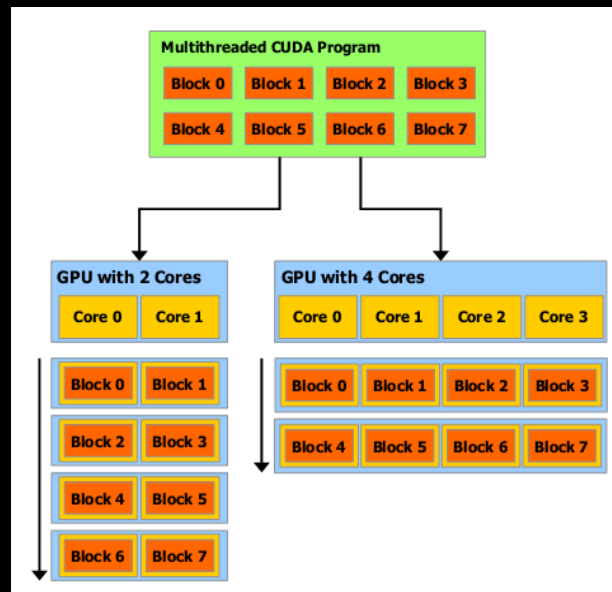 Multithreaded CUDA Program
Block 0 Block 1 Block 2 Block 3
Block 4 Block 5 Block 6 Block 7
GPU with 2 Cores
Core 0 Core 1
Block 0 Block 1
Block 2 Block 3
Block 4 Block 5
Block 6 Block 7
GPU with 4 Cores
Core 0 Core 1 Core 2 Core 3
Block 0 Block 1 Block 2 Block 3
Block 4 Block 5 Block 6 Block 7